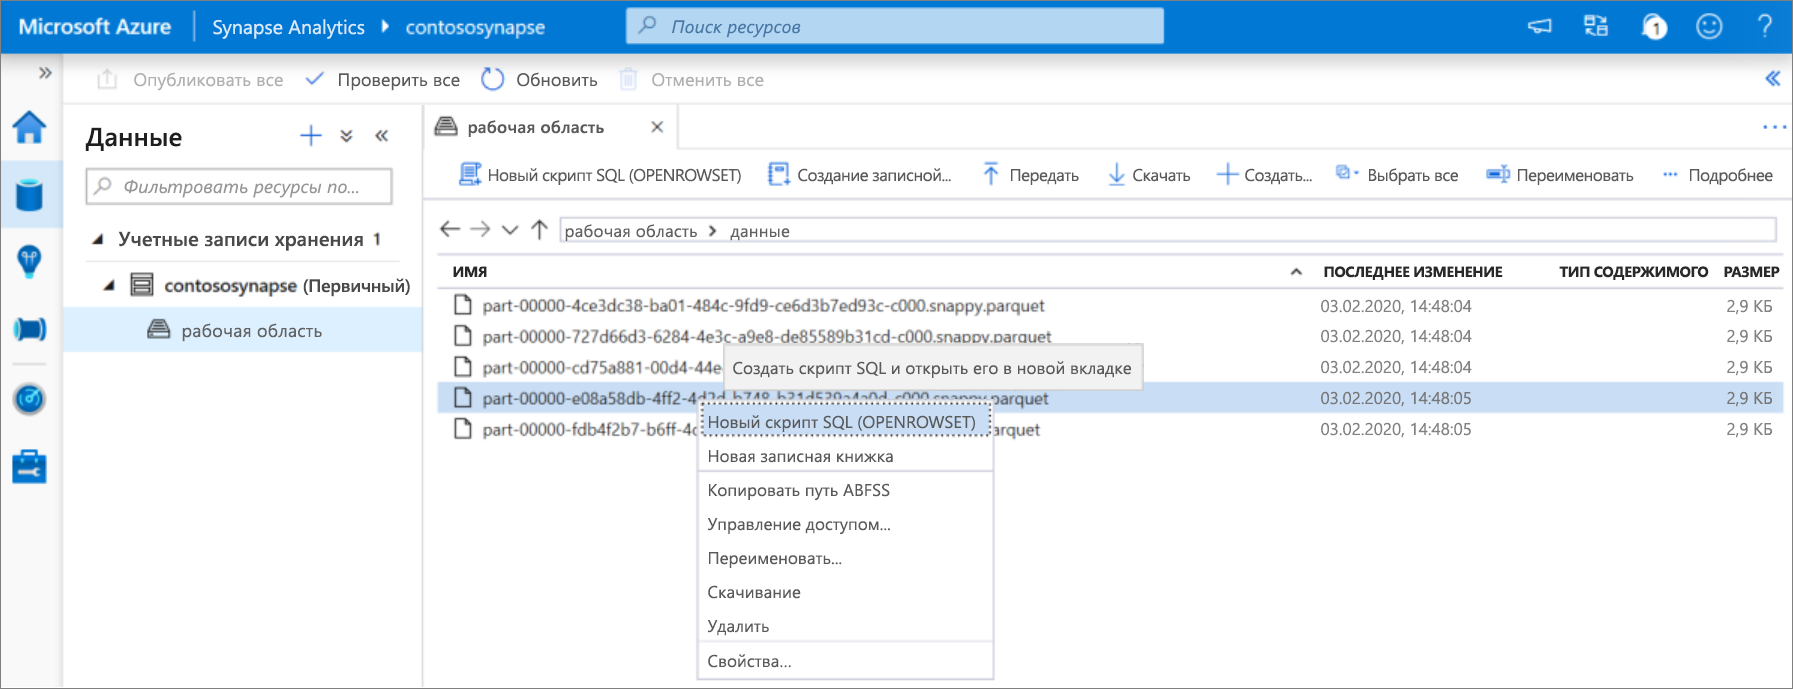 Microsoft Azure
Synapse Analytics
contososynapse
Поиск ресурсов
1
?
Опубликовать все
Проверить все
Обновить
Отменить все
Данные
рабочая область
Фильтровать ресурсы по...
Новый скрипт SQL (OPENROWSET)
Создание записной...
Передать
Скачать
Создать...
Выбрать все
Переименовать
Подробнее
Учетные записи хранения 1
contososynapse (Первичный)
рабочая область
рабочая область > данные
ИМЯ
ПОСЛЕДНЕЕ ИЗМЕНЕНИЕ
ТИП СОДЕРЖИМОГО
РАЗМЕР
part-00000-4ce3dc38-ba01-484c-9fd9-ce6d3b7ed93c-c000.snappy.parquet
03.02.2020, 14:48:04
2,9 КБ
part-00000-727d66d3-6284-4e3c-a9e8-de85589b31cd-c000.snappy.parquet
03.02.2020, 14:48:04
2,9 КБ
part-00000-cd75a881-00d4-44e
03.02.2020, 14:48:04
2,9 КБ
Создать скрипт SQL и открыть его в новой вкладке
part-00000-e08a58db-4ff2-4d2d-b748-b31d539a4a0d-c000.snappy.parquet
03.02.2020, 14:48:05
2,9 КБ
part-00000-fdb4f2b7-b6ff-4
arquet
03.02.2020, 14:48:05
2,9 КБ
Новый скрипт SQL (OPENROWSET)
Новая записная книжка
Копировать путь ABFSS
Управление доступом...
Переименовать...
Скачивание
Удалить
Свойства...